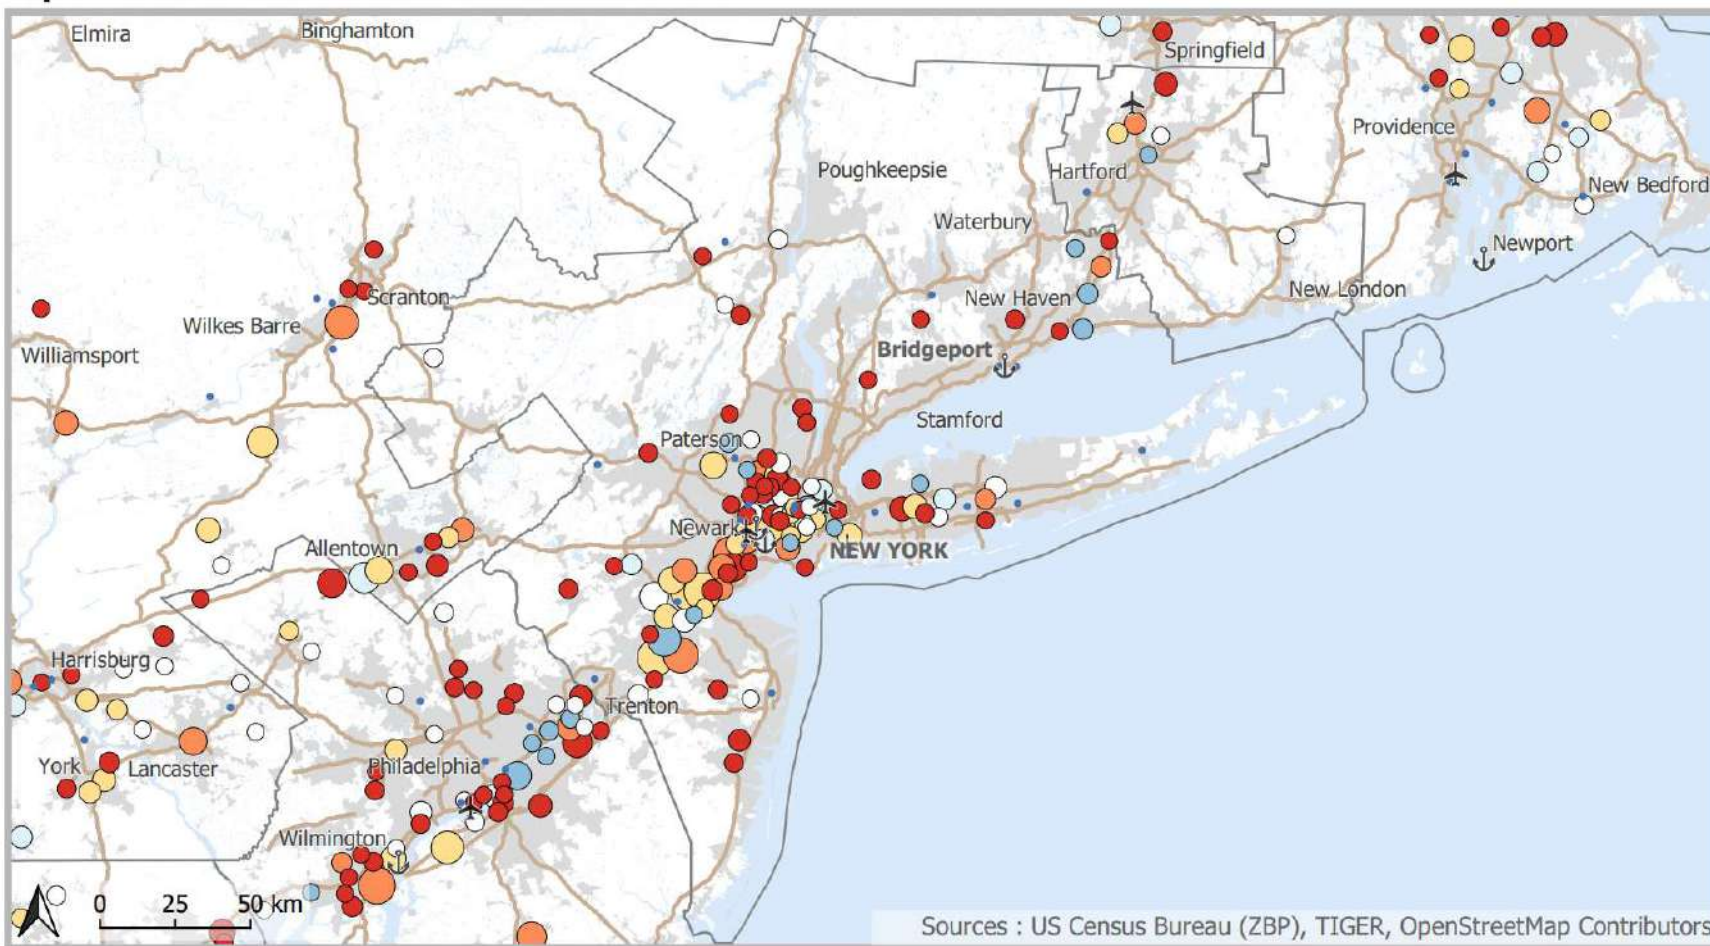 Elmira
Binghamton
Springfield
Providence
Poughkeepsie
Hartford
New Bedford
Waterbury
Newport
Scranton
New Haven
New London
Wilkes Barre
Williamsport
Bridgeport
Stamford
Paterson
Newark
Allentown
NEW YORK
Harrisburg
Trenton
York
Lancaster
Philadelphia
Wilmington
0 25 50 km
Sources : US Census Bureau (ZBP), TIGER, OpenStreetMap Contributors